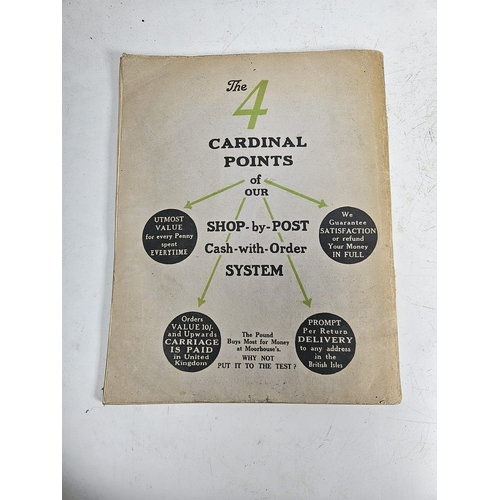 The 4
CARDINAL
POINTS
of
OUR
SHOP-by-POST
Cash-with-Order
SYSTEM
UTMOST
VALUE
for every Penny
spent
EVERYTIME
We
Guarantee
SATISFACTION
or refund
Your Money
IN FULL
Orders
VALUE 10/-
and Upwards
CARRIAGE
IS PAID
in United
Kingdom
The Pound
Buys Most for Money
at Moorhouse's.
WHY NOT
PUT IT TO THE TEST?
PROMPT
Per Return
DELIVERY
to any address
in the
British Isles